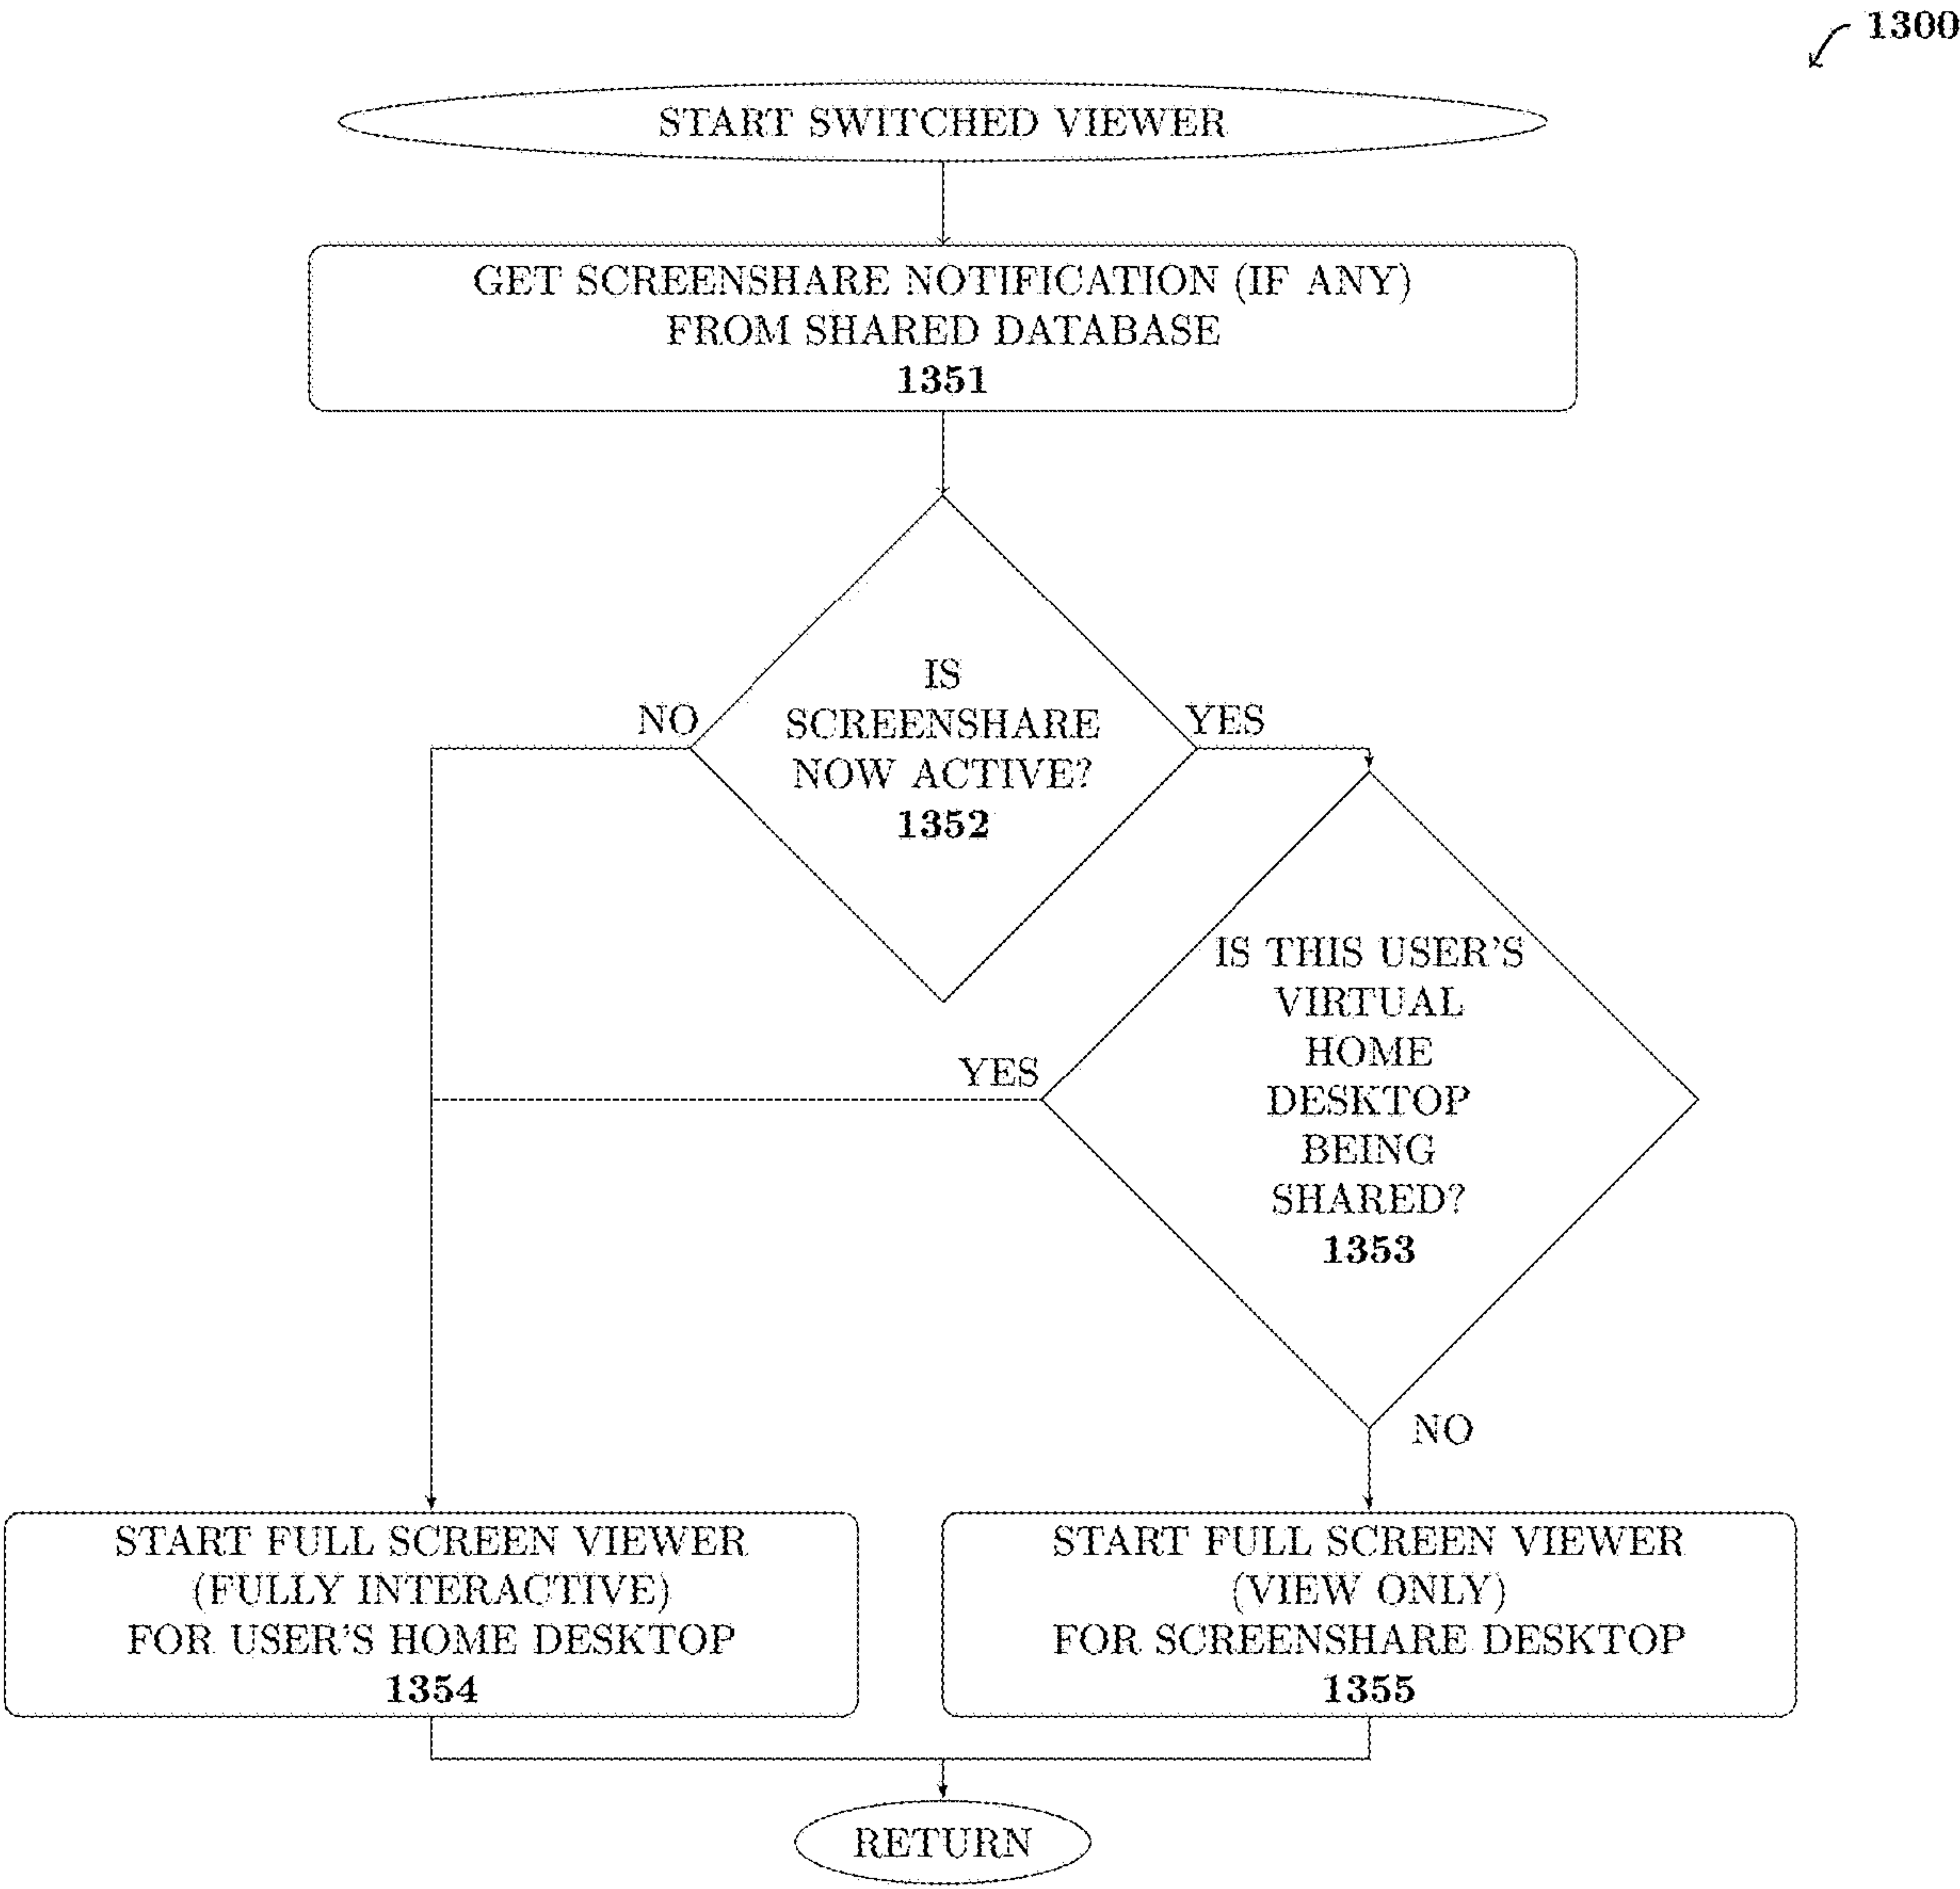 1300
START SWITCHED VIEWER
GET SCREENSHARE NOTIFICATION (IF ANY)
FROM SHARED DATABASE
1351
IS
SCREENSHARE
NOW ACTIVE?
1352
NO
YES
IS THIS USER'S
VIRTUAL
HOME
DESKTOP
BEING
SHARED?
1353
YES
NO
START FULL SCREEN VIEWER
(FULLY INTERACTIVE)
FOR USER'S HOME DESKTOP
1354
START FULL SCREEN VIEWER
(VIEW ONLY)
FOR SCREENSHARE DESKTOP
1355
RETURN